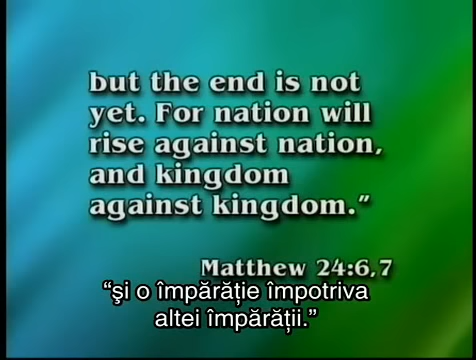 but the end is not
yet. For nation will
rise against nation,
and kingdom
against kingdom.”
Matthew 24:6,7
“şi o împărăţie împotriva
altei împărăţii.”